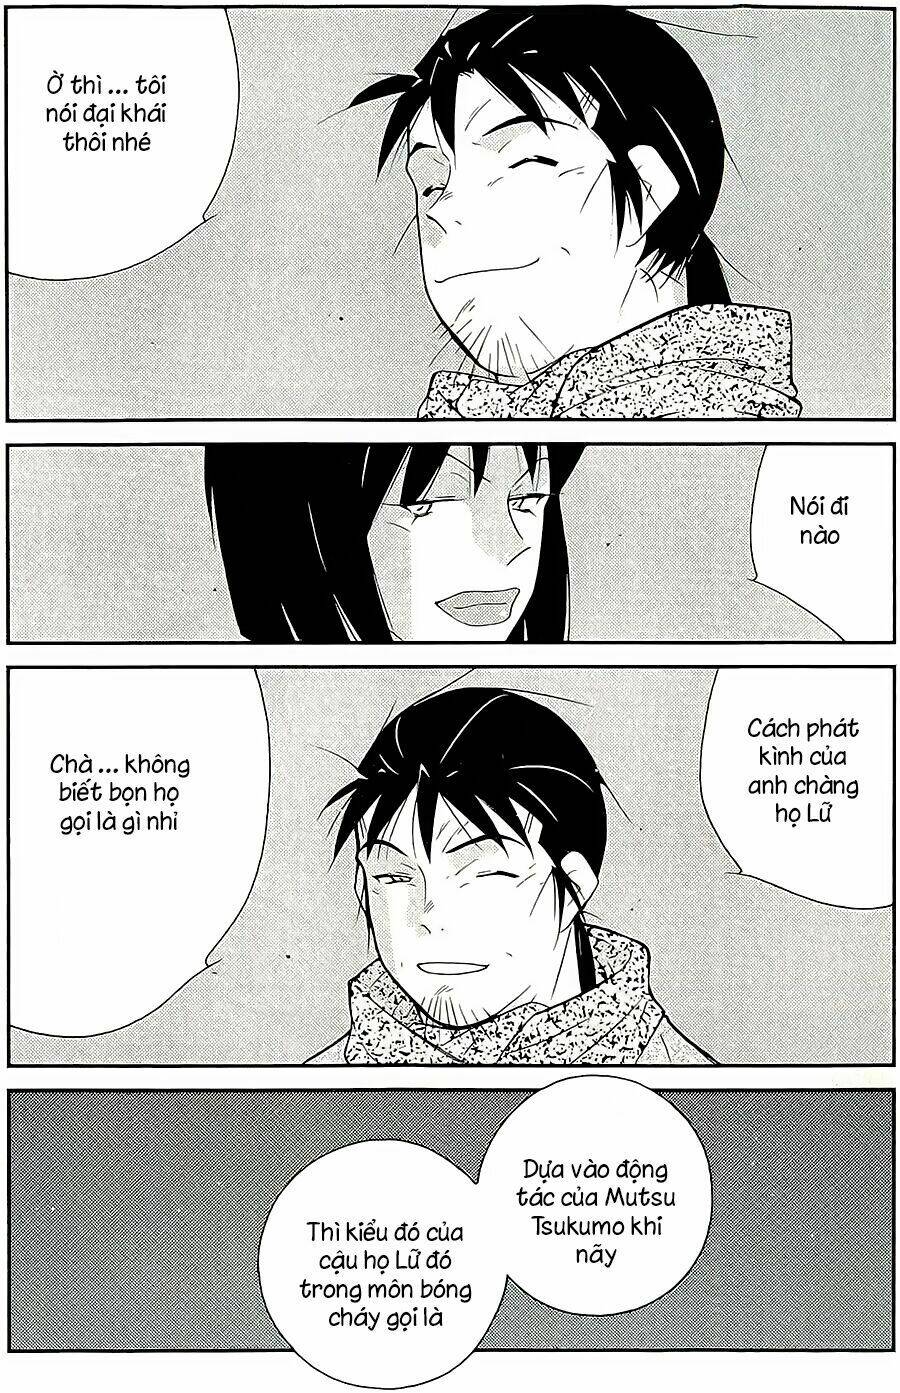 Ờ thì ... tôi
nói đại khái
thôi nhé
Nói đi
nào
Cách phát
kình của
anh chàng
họ Lữ
Chà ... không
biết bọn họ
gọi là gì nhỉ
Dựa vào động
tác của Mutsu
Tsukumo khi
nãy
Thì kiểu đó của
cậu họ Lữ đó
trong môn bóng
cháy gọi là